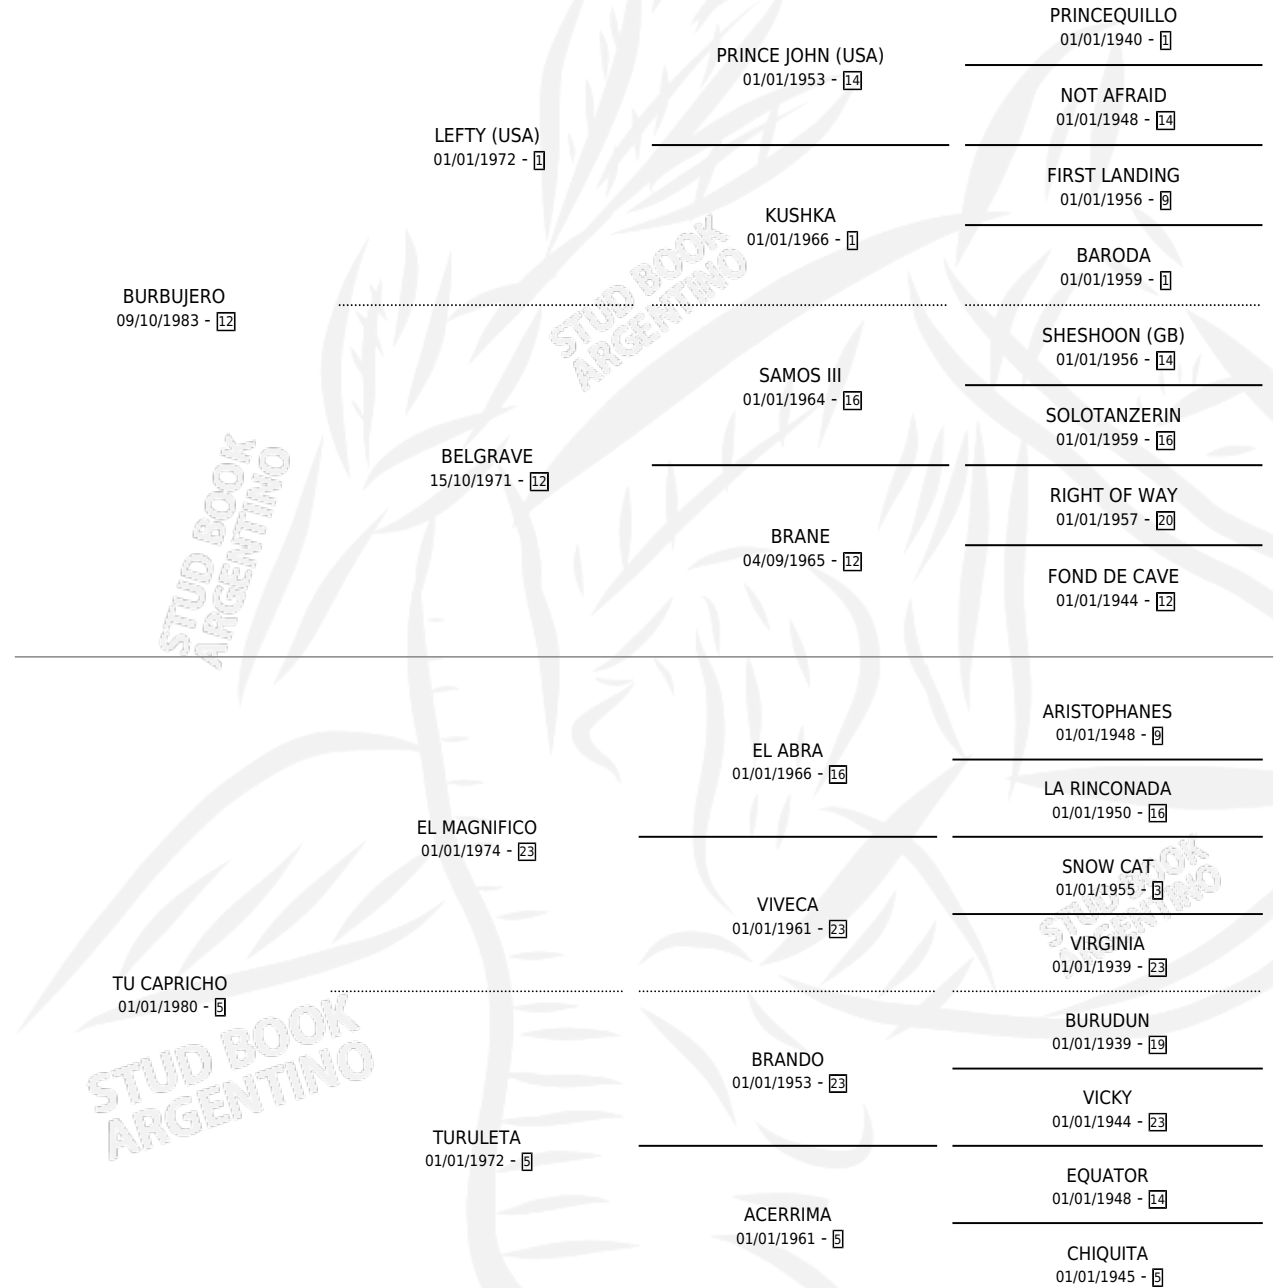 PRINCEQUILLO
01/01/1940 - 1
PRINCE JOHN (USA)
01/01/1953 - 14
NOT AFRAID
01/01/1948 - 14
LEFTY (USA)
01/01/1972 - 1
FIRST LANDING
01/01/1956 - 9
KUSHKA
01/01/1966 - 1
BARODA
01/01/1959 - 1
BURBUJERO
09/10/1983 - 12
STUD BOOK
ARGENTINO
SHESHOON (GB)
01/01/1956 - 14
SAMOS III
01/01/1964 - 16
SOLOTANZERIN
01/01/1959 - 16
BELGRAVE
15/10/1971 - 12
RIGHT OF WAY
01/01/1957 - 20
BRANE
04/09/1965 - 12
FOND DE CAVE
01/01/1944 - 12
STUD BOOK
ARGENTINO
ARISTOPHANES
01/01/1948 - 9
EL ABRA
01/01/1966 - 16
LA RINCONADA
01/01/1950 - 16
EL MAGNIFICO
01/01/1974 - 23
SNOW CAT
01/01/1955 - 3
VIVECA
01/01/1961 - 23
STUD BOOK
ARGENTINO
VIRGINIA
01/01/1939 - 23
TU CAPRICHO
01/01/1980 - 5
BURUDUN
01/01/1939 - 19
BRANDO
01/01/1953 - 23
STUD BOOK
ARGENTINO
VICKY
01/01/1944 - 23
TURULETA
01/01/1972 - 5
EQUATOR
01/01/1948 - 14
ACERRIMA
01/01/1961 - 5
CHIQUITA
01/01/1945 - 5